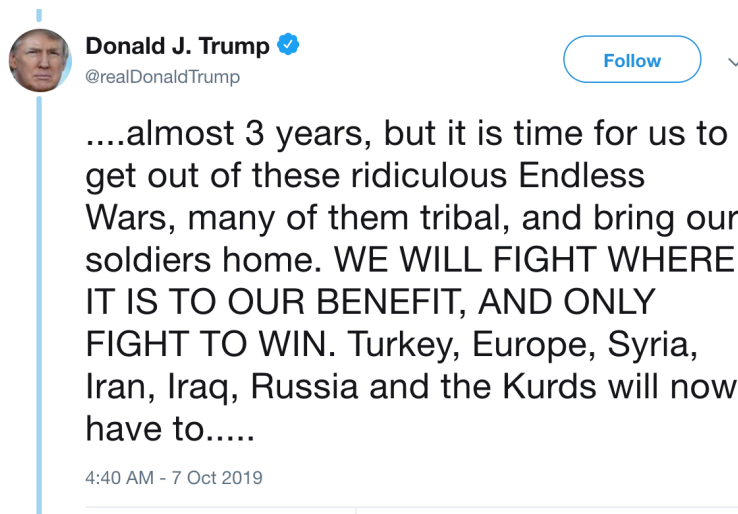 Donald J. Trump
@realDonaldTrump
Follow
....almost 3 years, but it is time for us to
get out of these ridiculous Endless
Wars, many of them tribal, and bring our
soldiers home. WE WILL FIGHT WHERE
IT IS TO OUR BENEFIT, AND ONLY
FIGHT TO WIN. Turkey, Europe, Syria,
Iran, Iraq, Russia and the Kurds will now
have to.....
4:40 AM - 7 Oct 2019